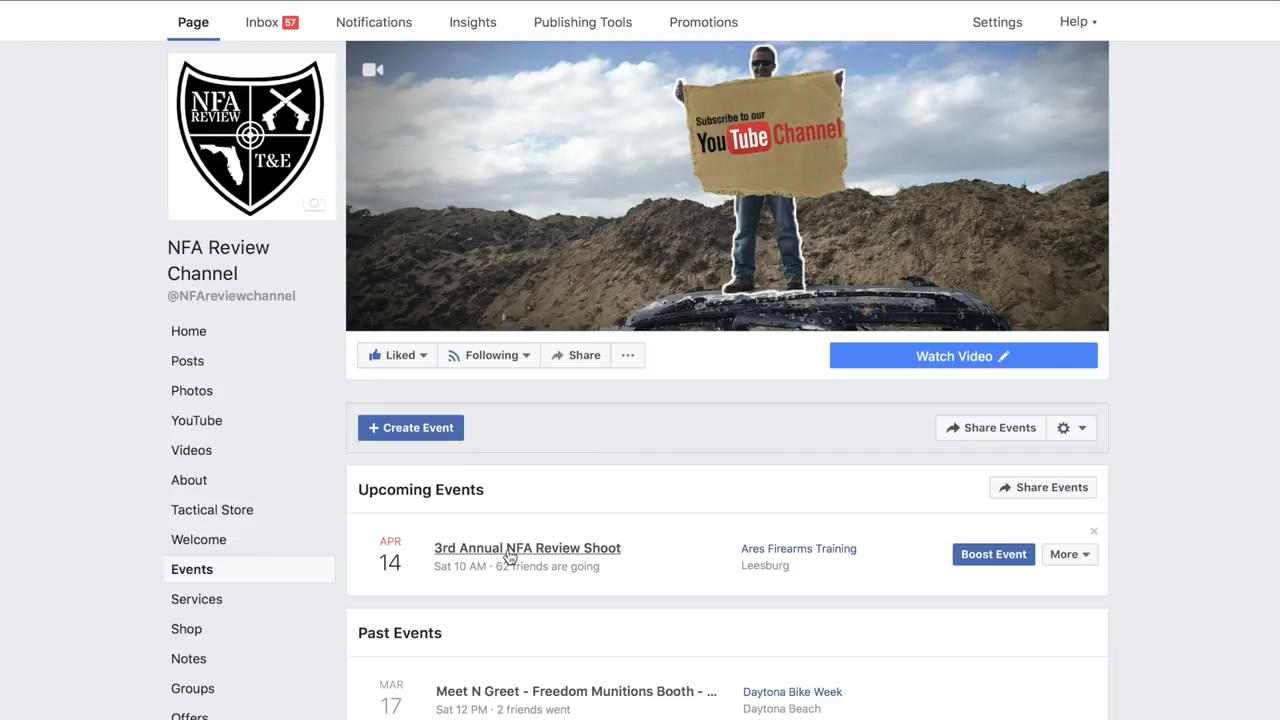 Page
Inbox 57
Notifications
Insights
Publishing Tools
Promotions
Settings
Help
NFA
REVIEW
T&E
Subscribe to our
YouTube Channel
NFA Review
Channel
@NFAreviewchannel
Home
Posts
Photos
YouTube
Videos
About
Tactical Store
Welcome
Events
Services
Shop
Notes
Groups
Offers
Liked
Following
Share
...
Watch Video
+ Create Event
Share Events
Upcoming Events
Share Events
APR
14
3rd Annual NFA Review Shoot
Sat 10 AM · 62 friends are going
Ares Firearms Training
Leesburg
Boost Event
More
Past Events
MAR
17
Meet N Greet - Freedom Munitions Booth - ...
Sat 12 PM · 2 friends went
Daytona Bike Week
Daytona Beach